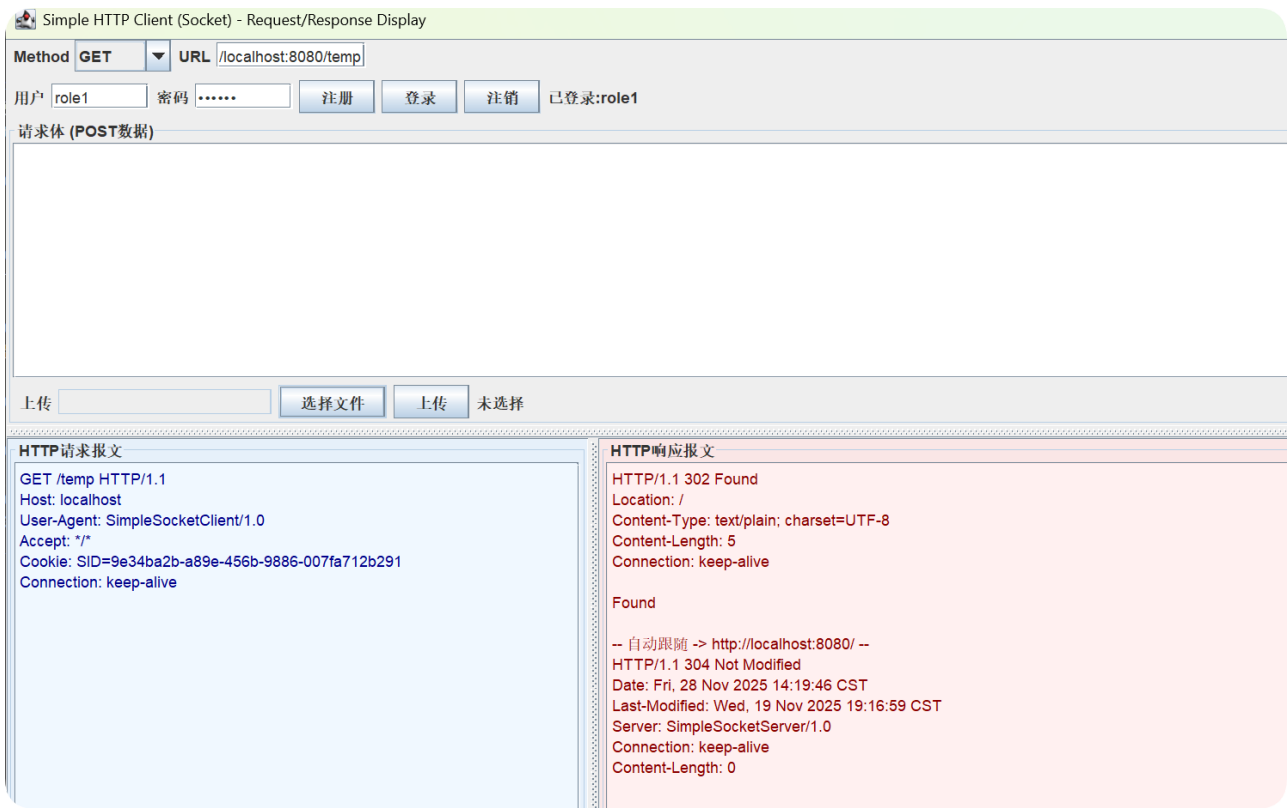 Simple HTTP Client (Socket) - Request/Response Display
Method GET URL /localhost:8080/temp
用户 role1 密码 •••••• 注册 登录 注销 已登录:role1
请求体 (POST数据)
上传 选择文件 上传 未选择
HTTP请求报文
GET /temp HTTP/1.1
Host: localhost
User-Agent: SimpleSocketClient/1.0
Accept: */*
Cookie: SID=9e34ba2b-a89e-456b-9886-007fa712b291
Connection: keep-alive
HTTP响应报文
HTTP/1.1 302 Found
Location: /
Content-Type: text/plain; charset=UTF-8
Content-Length: 5
Connection: keep-alive
Found
-- 自动跟随 -> http://localhost:8080/ --
HTTP/1.1 304 Not Modified
Date: Fri, 28 Nov 2025 14:19:46 CST
Last-Modified: Wed, 19 Nov 2025 19:16:59 CST
Server: SimpleSocketServer/1.0
Connection: keep-alive
Content-Length: 0